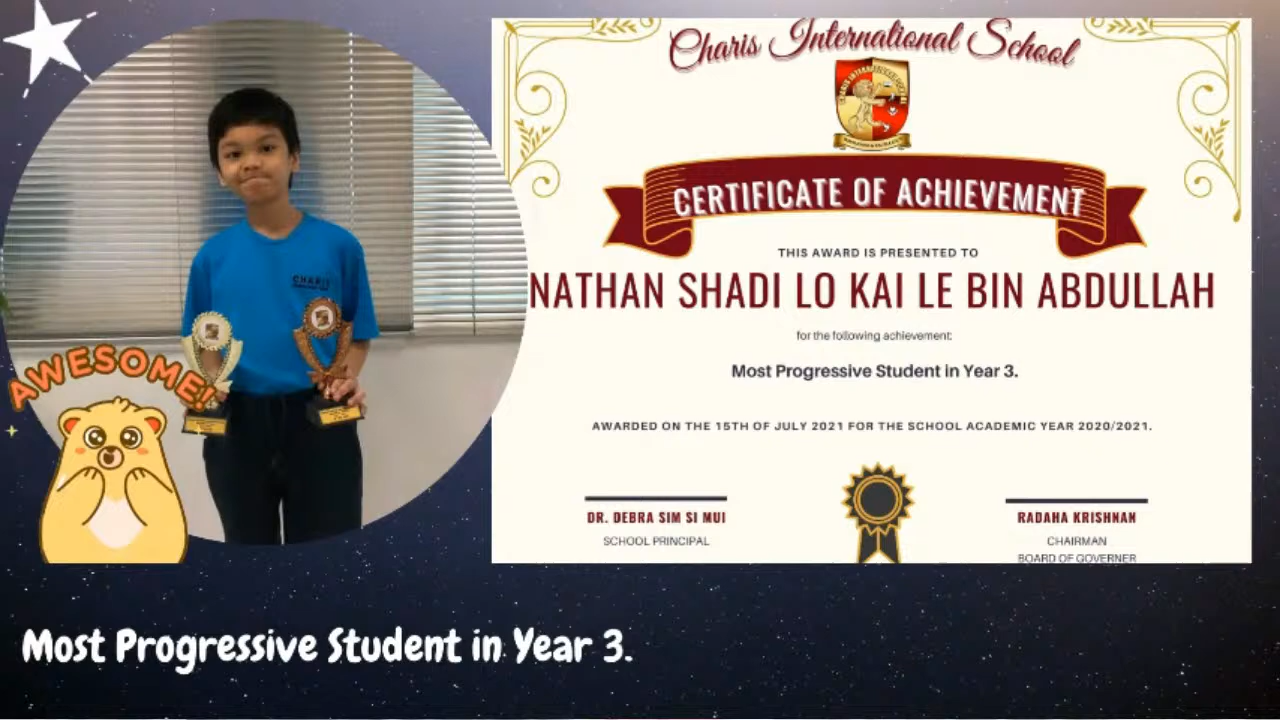 Charis International School
CERTIFICATE OF ACHIEVEMENT
THIS AWARD IS PRESENTED TO
NATHAN SHADI LO KAI LE BIN ABDULLAH
for the following achievement:
Most Progressive Student in Year 3.
AWARDED ON THE 15TH OF JULY 2021 FOR THE SCHOOL ACADEMIC YEAR 2020/2021.
DR. DEBRA SIM SI MUI
SCHOOL PRINCIPAL
RADAHA KRISHNAN
CHAIRMAN
BOARD OF GOVERNER
CHARIS
AWESOME!
Most Progressive Student in Year 3.